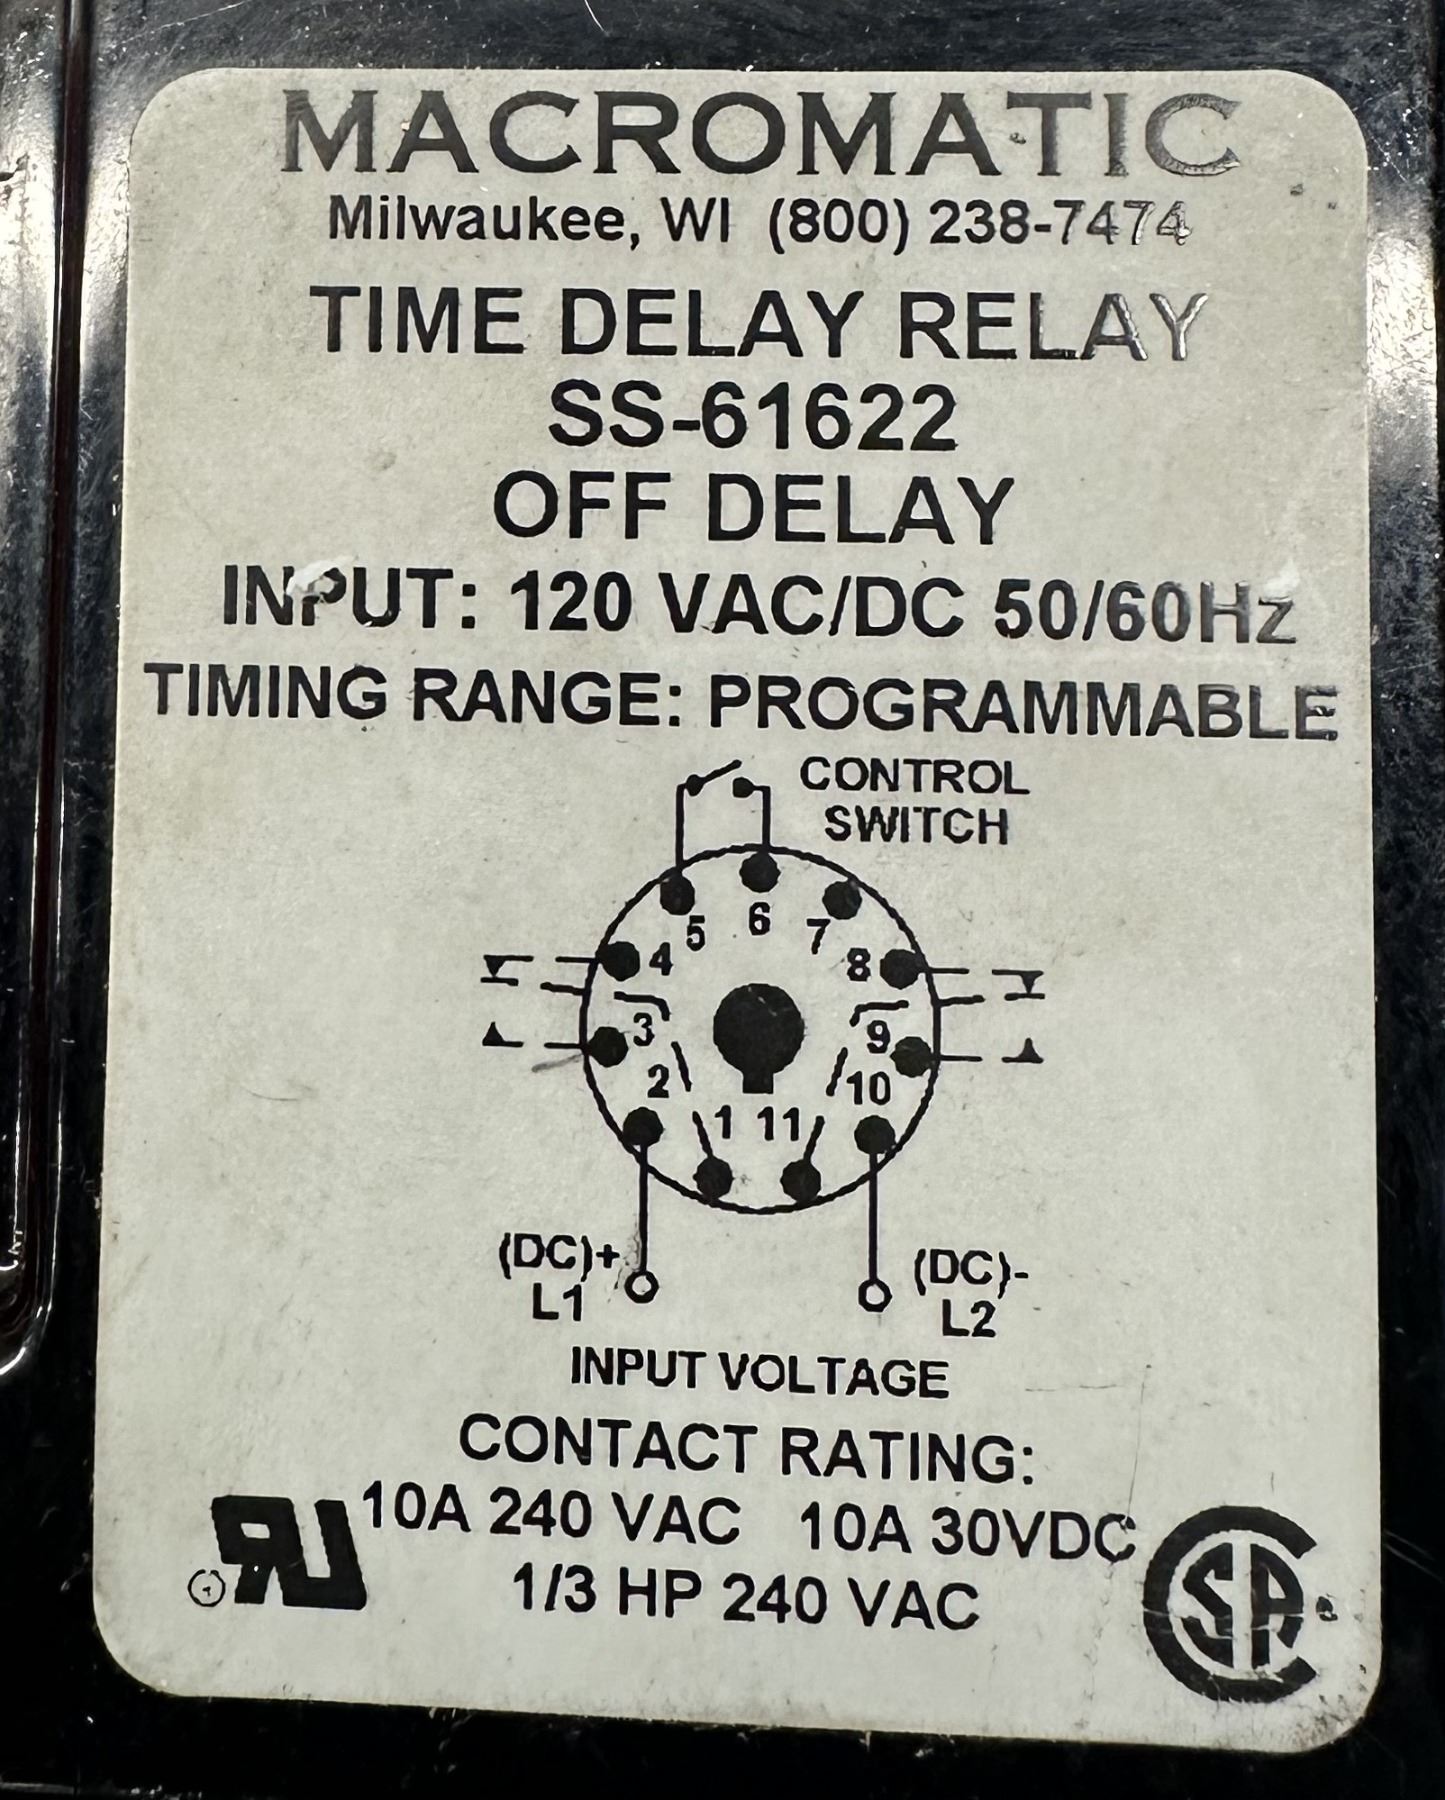 MACROMATIC
Milwaukee, WI (800) 238-7474
TIME DELAY RELAY
SS-61622
OFF DELAY
INPUT: 120 VAC/DC 50/60Hz
TIMING RANGE: PROGRAMMABLE
CONTROL
SWITCH
5 6 7
4 8
3 9
2 10
1 11
(DC)+ (DC)-
L1 L2
INPUT VOLTAGE
CONTACT RATING:
10A 240 VAC 10A 30VDC
1/3 HP 240 VAC
RU
CSA